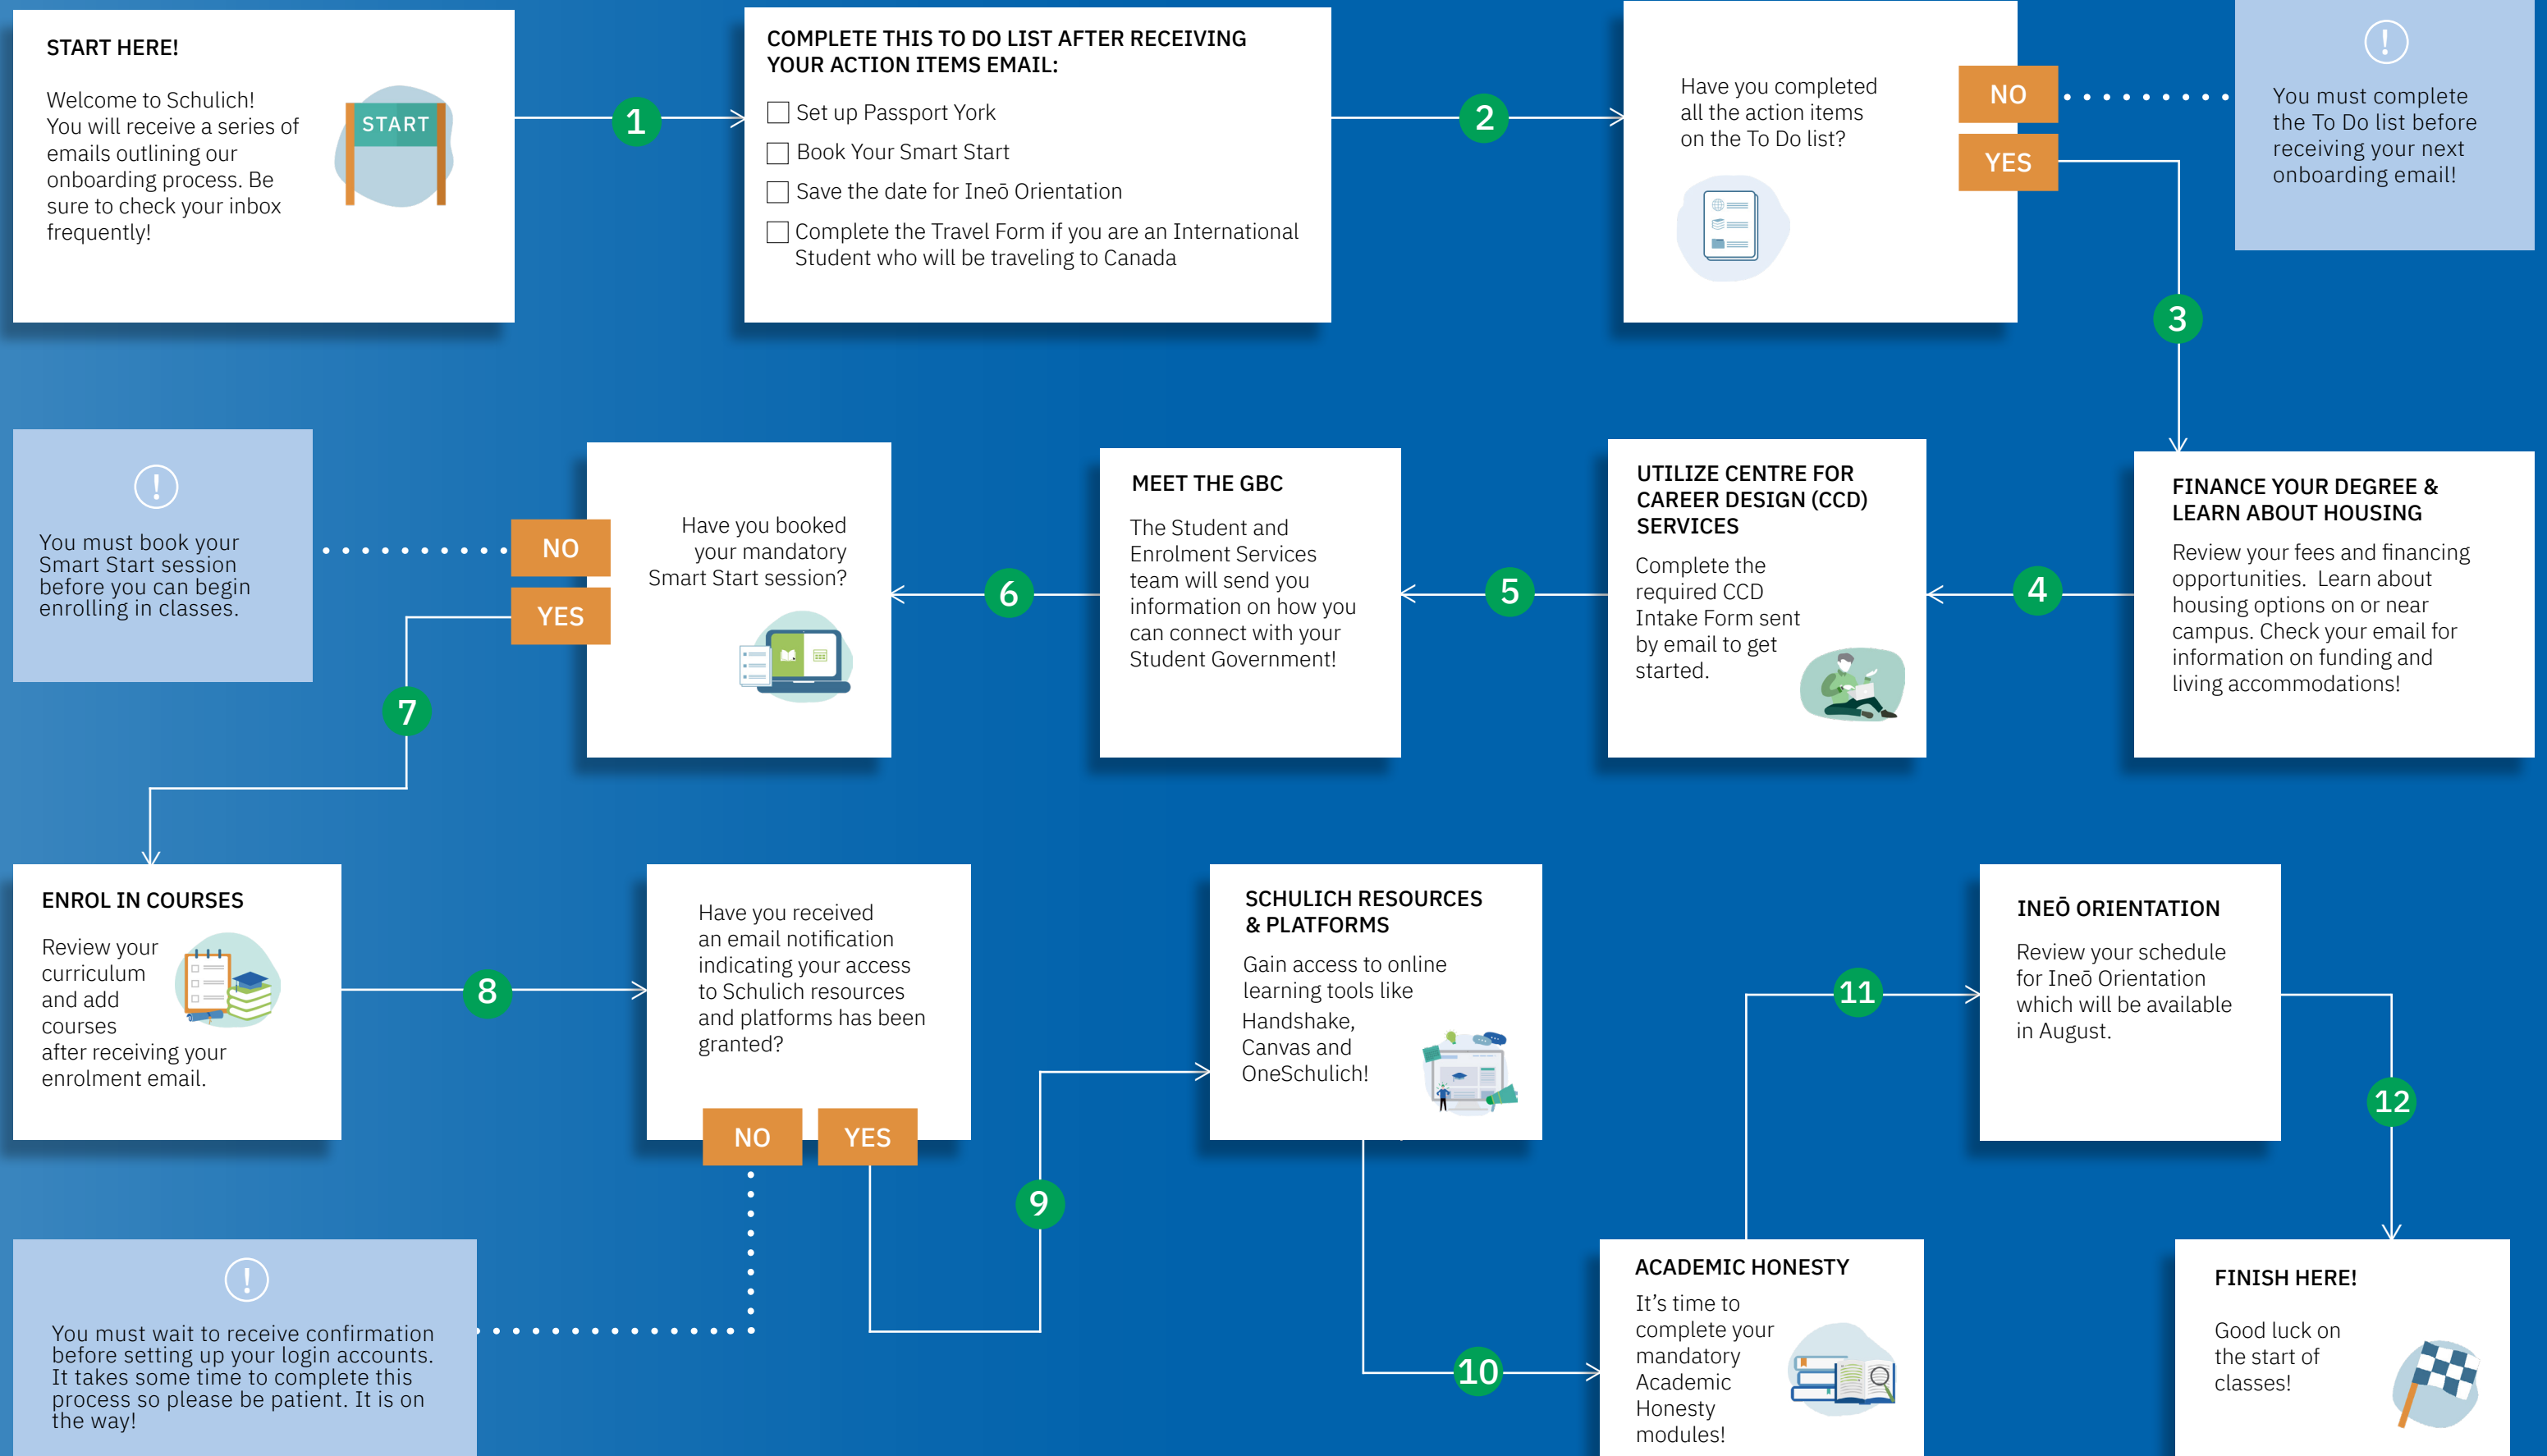 START HERE!
Welcome to Schulich!
You will receive a series of
emails outlining our
onboarding process. Be
sure to check your inbox
frequently!
START
1
COMPLETE THIS TO DO LIST AFTER RECEIVING
YOUR ACTION ITEMS EMAIL:
Set up Passport York
Book Your Smart Start
Save the date for Ineō Orientation
Complete the Travel Form if you are an International
Student who will be traveling to Canada
2
Have you completed
all the action items
on the To Do list?
NO
YES
!
You must complete
the To Do list before
receiving your next
onboarding email!
3
FINANCE YOUR DEGREE &
LEARN ABOUT HOUSING
Review your fees and financing
opportunities. Learn about
housing options on or near
campus. Check your email for
information on funding and
living accommodations!
4
UTILIZE CENTRE FOR
CAREER DESIGN (CCD)
SERVICES
Complete the
required CCD
Intake Form sent
by email to get
started.
5
MEET THE GBC
The Student and
Enrolment Services
team will send you
information on how you
can connect with your
Student Government!
6
Have you booked
your mandatory
Smart Start session?
NO
YES
!
You must book your
Smart Start session
before you can begin
enrolling in classes.
7
ENROL IN COURSES
Review your
curriculum
and add
courses
after receiving your
enrolment email.
8
Have you received
an email notification
indicating your access
to Schulich resources
and platforms has been
granted?
NO
YES
!
You must wait to receive confirmation
before setting up your login accounts.
It takes some time to complete this
process so please be patient. It is on
the way!
9
SCHULICH RESOURCES
& PLATFORMS
Gain access to online
learning tools like
Handshake,
Canvas and
OneSchulich!
10
ACADEMIC HONESTY
It's time to
complete your
mandatory
Academic
Honesty
modules!
11
INEŌ ORIENTATION
Review your schedule
for Ineō Orientation
which will be available
in August.
12
FINISH HERE!
Good luck on
the start of
classes!